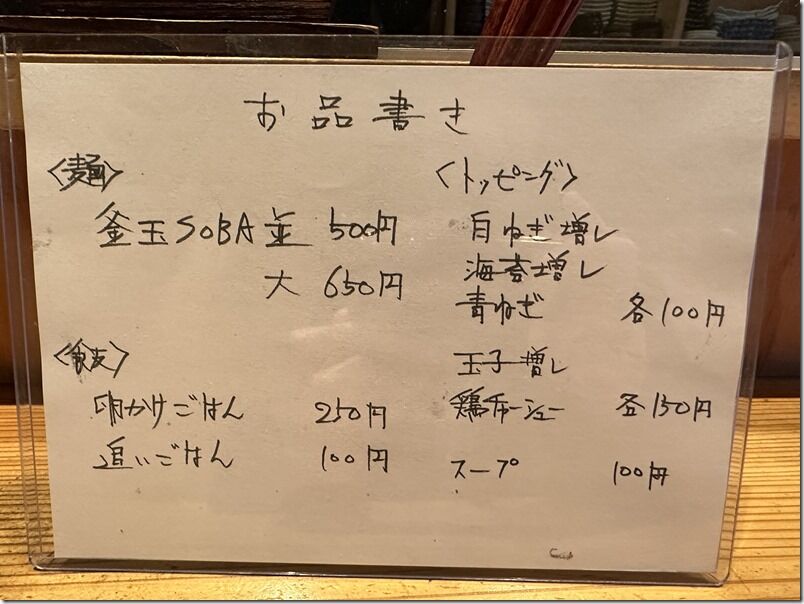 お品書き
<麺>
釜玉SOBA 並 500円
大 650円
<飯>
卵かけごはん 250円
追いごはん 100円
<トッピング>
白ねぎ増し
海苔増し
青ねぎ 各100円
玉子増し
鶏チャーシュー 各150円
スープ 100円